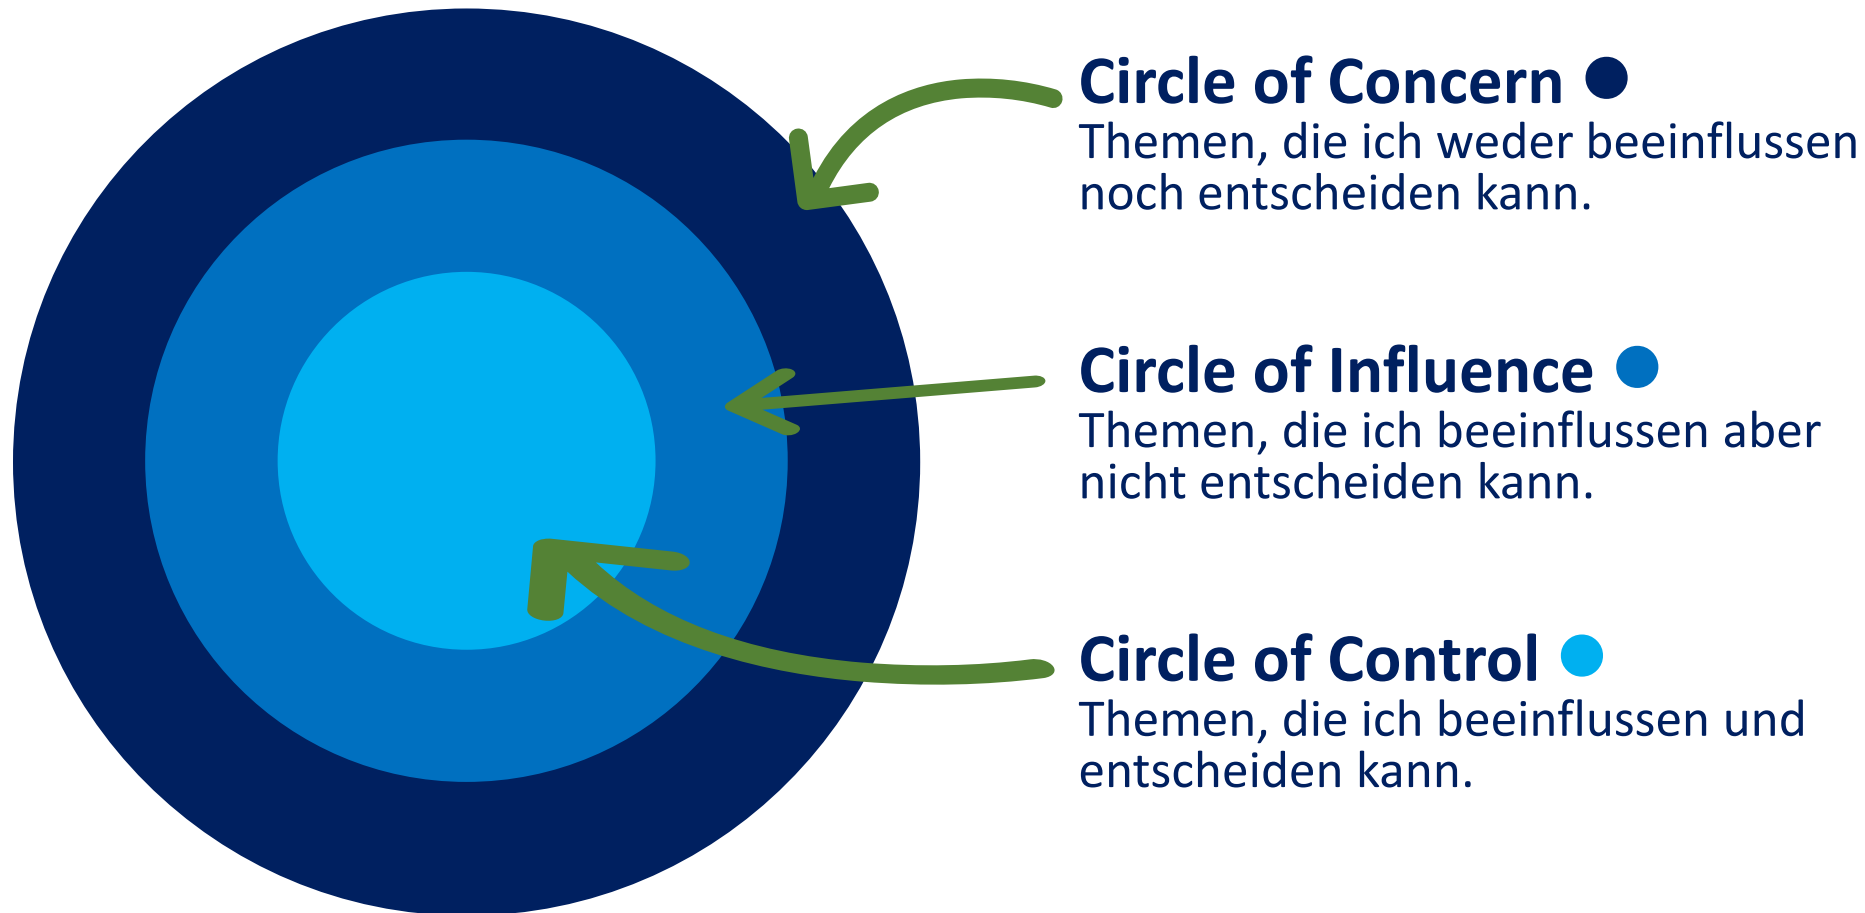 Circle of Concern
Themen, die ich weder beeinflussen
noch entscheiden kann.
Circle of Influence
Themen, die ich beeinflussen aber
nicht entscheiden kann.
Circle of Control
Themen, die ich beeinflussen und
entscheiden kann.